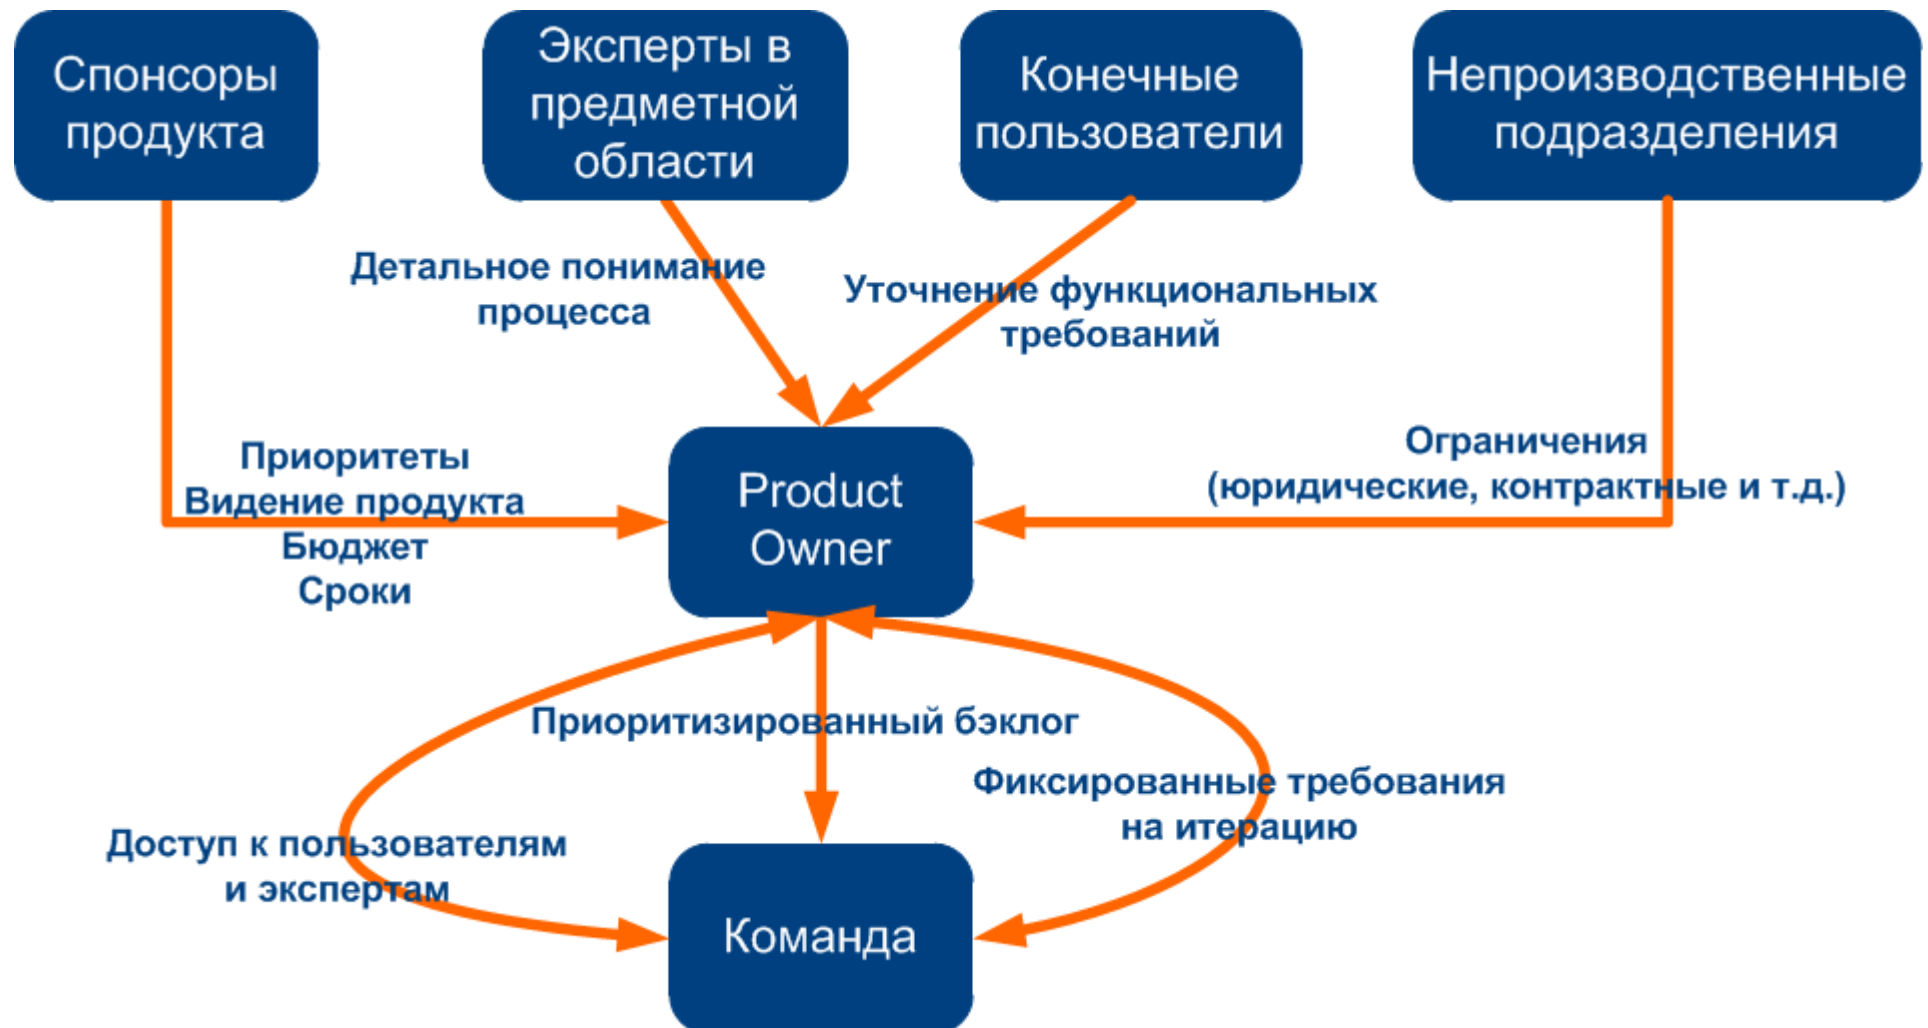 Спонсоры
продукта
Эксперты в
предметной
области
Конечные
пользователи
Непроизводственные
подразделения
Детальное понимание
процесса
Уточнение функциональных
требований
Приоритеты
Видение продукта
Бюджет
Сроки
Product
Owner
Ограничения
(юридические, контрактные и т.д.)
Приоритизированный бэклог
Доступ к пользователям
и экспертам
Фиксированные требования
на итерацию
Команда